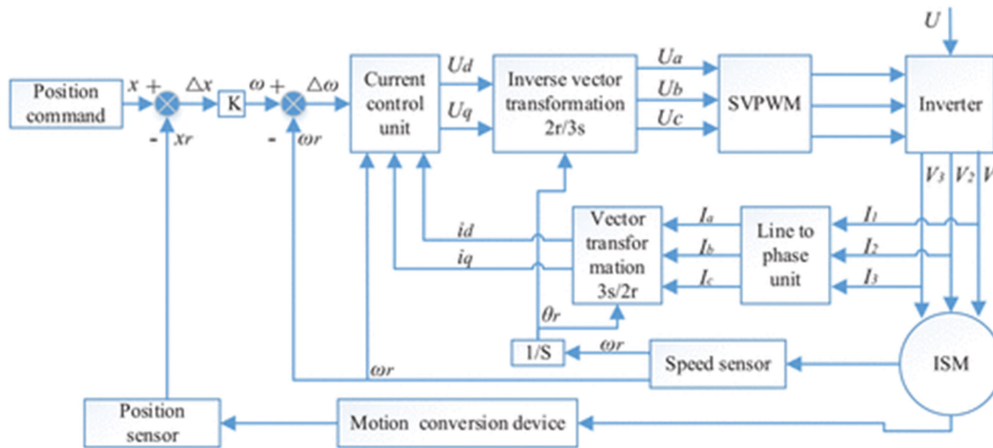 U
x + Δx
ω + Δω
Position
command
K
- xr
- ωr
Current
control
unit
Ud
Uq
Inverse vector
transformation
2r/3s
Ua
Ub
Uc
SVPWM
Inverter
V3 V2 V
id
iq
Vector
transfor
mation
3s/2r
Ia
Ib
Ic
Line to
phase
unit
I1
I2
I3
θr
1/S
ωr
Speed sensor
ISM
ωr
Position
sensor
Motion conversion device